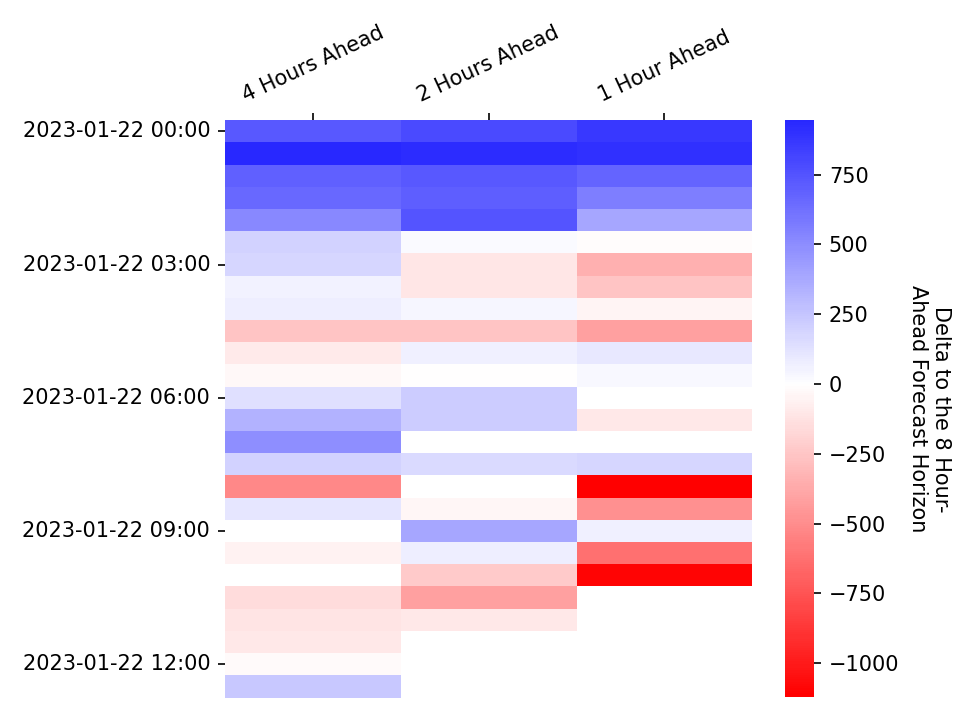 4 Hours Ahead
2 Hours Ahead
1 Hour Ahead
2023-01-22 00:00
2023-01-22 03:00
2023-01-22 06:00
2023-01-22 09:00
2023-01-22 12:00
750
500
250
0
−250
−500
−750
−1000
Delta to the 8 Hour-
Ahead Forecast Horizon